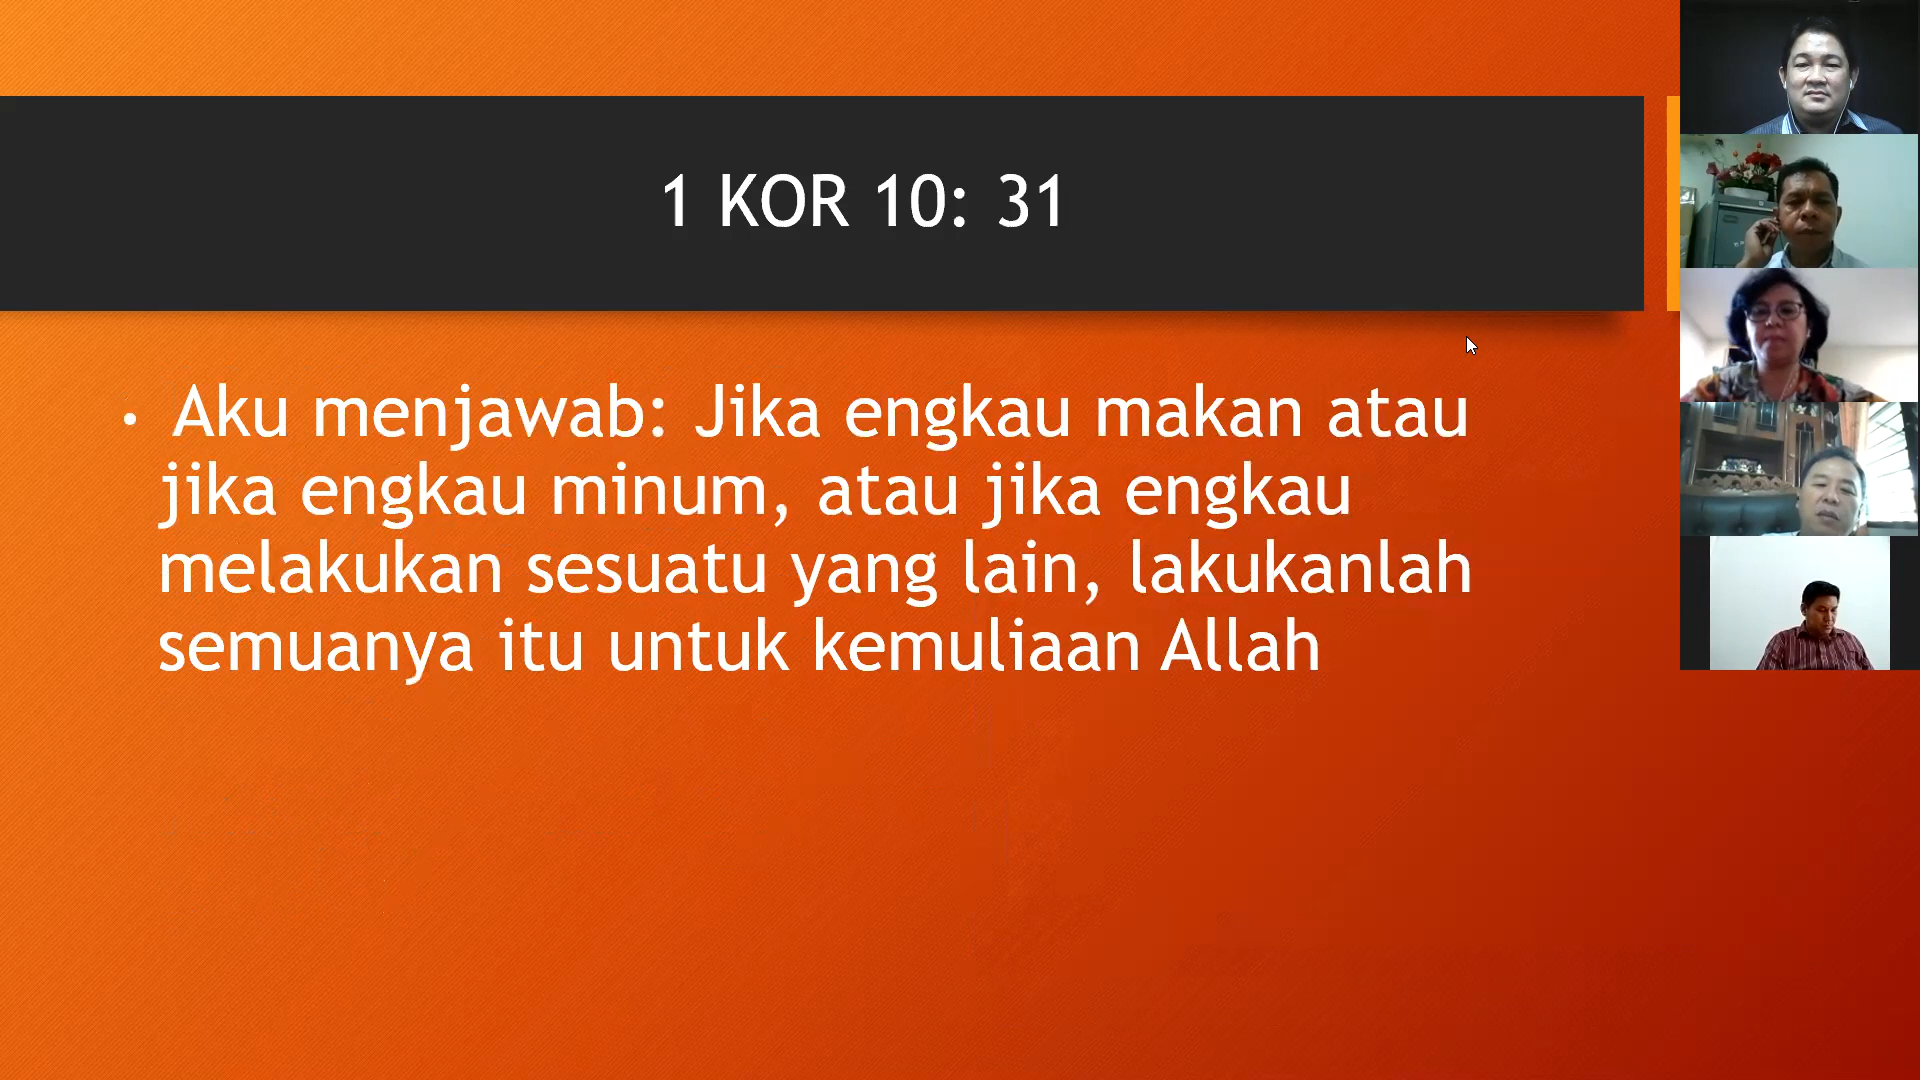 1 KOR 10: 31
• Aku menjawab: Jika engkau makan atau
jika engkau minum, atau jika engkau
melakukan sesuatu yang lain, lakukanlah
semuanya itu untuk kemuliaan Allah